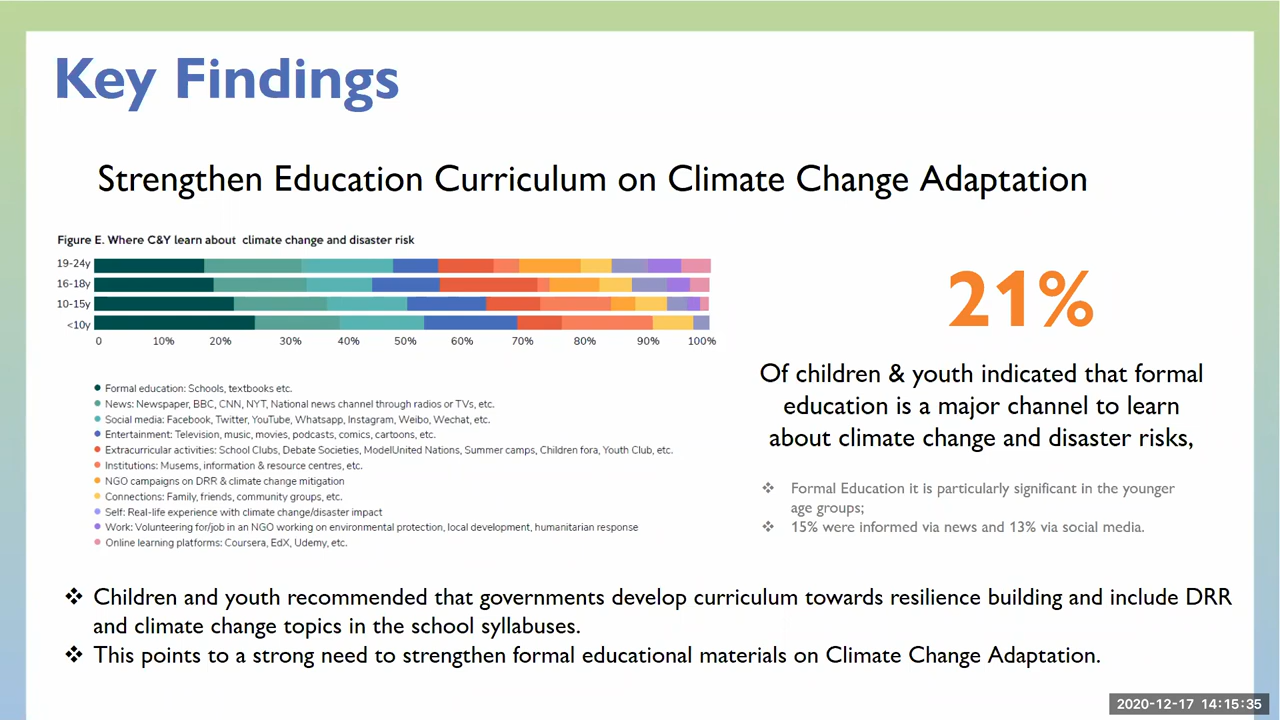 Key Findings
Strengthen Education Curriculum on Climate Change Adaptation
Figure E. Where C&Y learn about climate change and disaster risk
19-24y
16-18y
10-15y
<10y
0 10% 20% 30% 40% 50% 60% 70% 80% 90% 100%
Formal education: Schools, textbooks etc.
News: Newspaper, BBC, CNN, NYT, National news channel through radios or TVs, etc.
Social media: Facebook, Twitter, YouTube, Whatsapp, Instagram, Weibo, Wechat, etc.
Entertainment: Television, music, movies, podcasts, comics, cartoons, etc.
Extracurricular activities: School Clubs, Debate Societies, ModelUnited Nations, Summer camps, Children fora, Youth Club, etc.
Institutions: Musems, information & resource centres, etc.
NGO campaigns on DRR & climate change mitigation
Connections: Family, friends, community groups, etc.
Self: Real-life experience with climate change/disaster impact
Work: Volunteering for/job in an NGO working on environmental protection, local development, humanitarian response
Online learning platforms: Coursera, EdX, Udemy, etc.
21%
Of children & youth indicated that formal
education is a major channel to learn
about climate change and disaster risks,
❖ Formal Education it is particularly significant in the younger
age groups;
❖ 15% were informed via news and 13% via social media.
❖ Children and youth recommended that governments develop curriculum towards resilience building and include DRR
and climate change topics in the school syllabuses.
❖ This points to a strong need to strengthen formal educational materials on Climate Change Adaptation.
2020-12-17 14:15:35